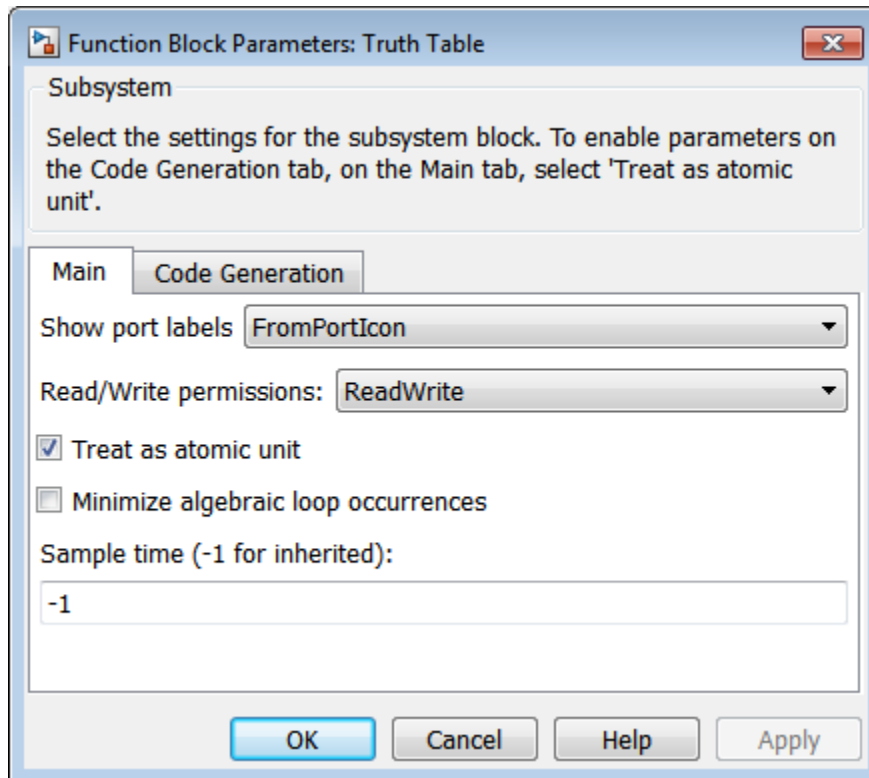 Function Block Parameters: Truth Table
Subsystem
Select the settings for the subsystem block. To enable parameters on
the Code Generation tab, on the Main tab, select 'Treat as atomic
unit'.
Main Code Generation
Show port labels FromPortIcon
Read/Write permissions: ReadWrite
Treat as atomic unit
Minimize algebraic loop occurrences
Sample time (-1 for inherited):
-1
OK Cancel Help Apply